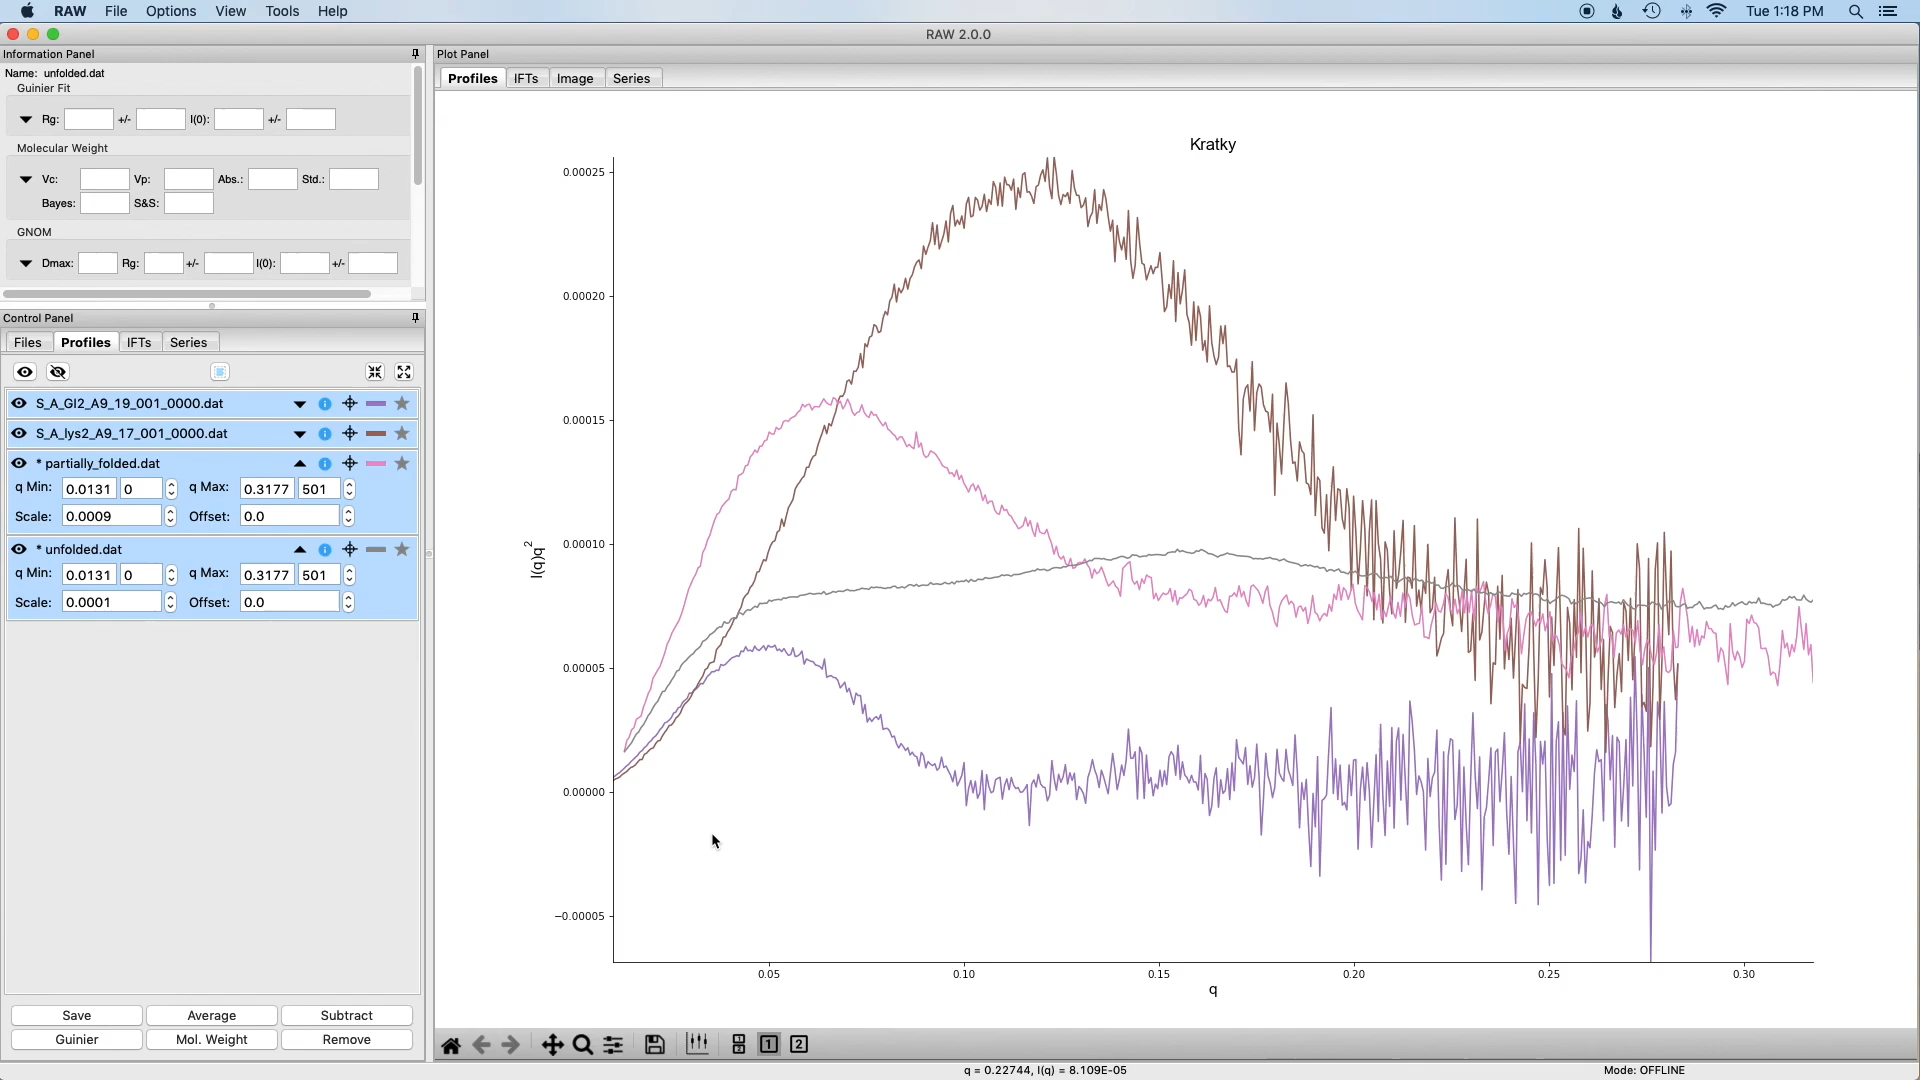 RAW File Options View Tools Help Tue 1:18 PM
RAW 2.0.0
Information Panel
Name: unfolded.dat
Guinier Fit
Rg: +/- I(0): +/-
Molecular Weight
Vc: Vp: Abs.: Std.:
Bayes: S&S:
GNOM
Dmax: Rg: +/- I(0): +/-
Control Panel
Files Profiles IFTs Series
S_A_GI2_A9_19_001_0000.dat
S_A_lys2_A9_17_001_0000.dat
* partially_folded.dat
q Min: 0.0131 0 q Max: 0.3177 501
Scale: 0.0009 Offset: 0.0
* unfolded.dat
q Min: 0.0131 0 q Max: 0.3177 501
Scale: 0.0001 Offset: 0.0
Save Average Subtract
Guinier Mol. Weight Remove
Plot Panel
Profiles IFTs Image Series
Kratky
0.00025
0.00020
0.00015
0.00010
0.00005
0.00000
−0.00005
I(q)q²
0.05 0.10 0.15 0.20 0.25 0.30
q
1 2 1 2
q = 0.22744, I(q) = 8.109E-05 Mode: OFFLINE